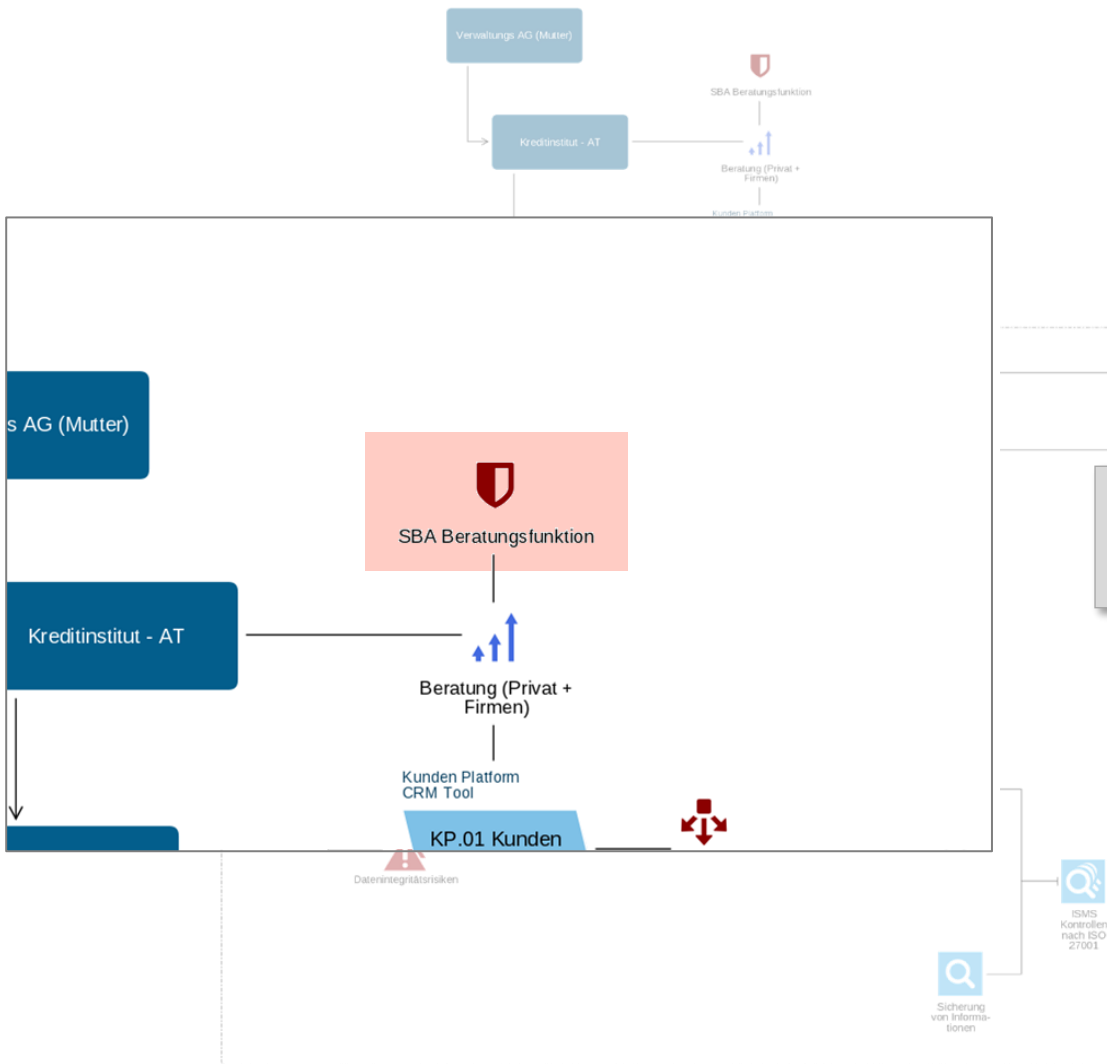 Verwaltungs AG (Mutter)
SBA Beratungsfunktion
Kreditinstitut - AT
Beratung (Privat +
Firmen)
Kunden Platform
s AG (Mutter)
SBA Beratungsfunktion
Kreditinstitut - AT
Beratung (Privat +
Firmen)
Kunden Platform
CRM Tool
KP.01 Kunden
Datenintegritätsrisiken
ISMS
Kontrollen
nach ISO
27001
Sicherung
von Informa-
tionen